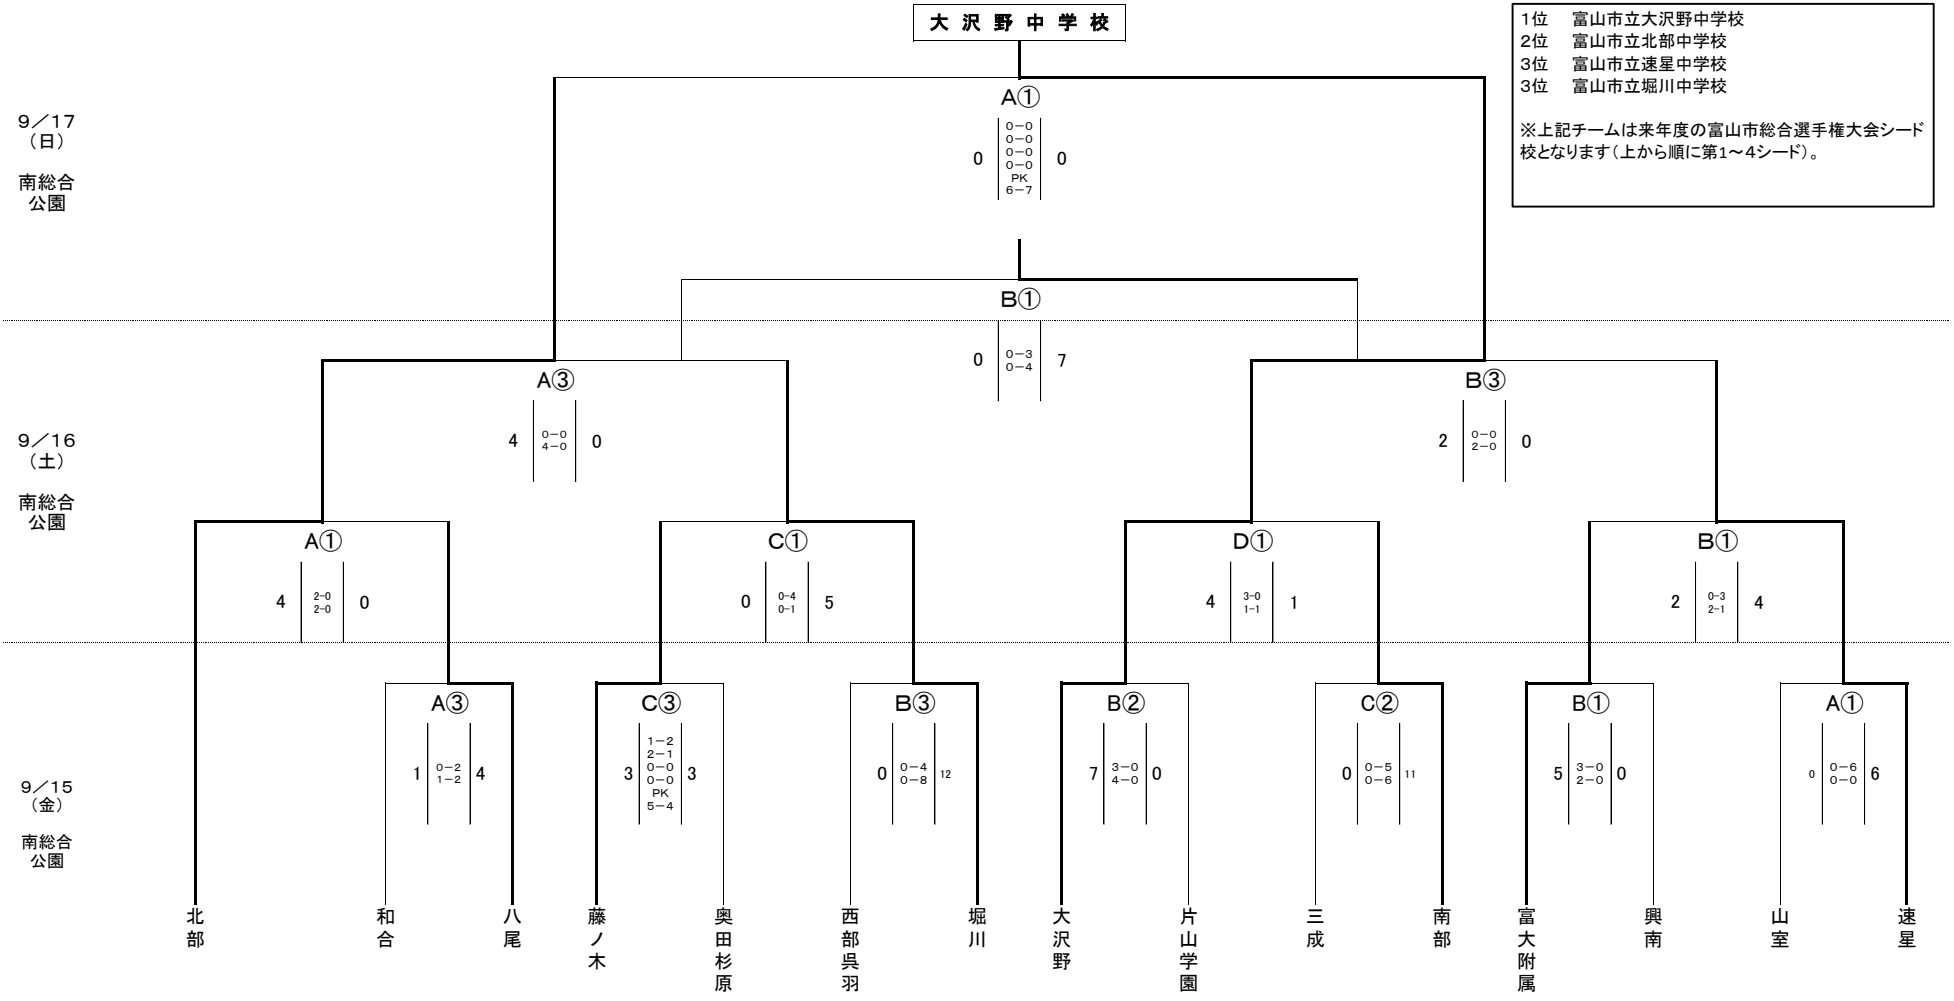 大沢野中学校
1位 富山市立大沢野中学校
2位 富山市立北部中学校
3位 富山市立速星中学校
3位 富山市立堀川中学校
※上記チームは来年度の富山市総合選手権大会シード
校となります(上から順に第1～4シード)。
9／17
(日)
南総合
公園
A①
0
0－0
0－0
0－0
0－0
PK
6－7
0
B①
0
0－3
0－4
7
9／16
(土)
南総合
公園
A③
4
0－0
4－0
0
B③
2
0－0
2－0
0
A①
4
2-0
2-0
0
C①
0
0-4
0-1
5
D①
4
3-0
1-1
1
B①
2
0-3
2-1
4
9／15
(金)
南総合
公園
A③
1
0－2
1－2
4
C③
3
1－2
2－1
0－0
0－0
PK
5－4
3
B③
0
0－4
0－8
12
B②
7
3－0
4－0
0
C②
0
0－5
0－6
11
B①
5
3－0
2－0
0
A①
0
0－6
0－0
6
北部
和合
八尾
藤ノ木
奥田杉原
西部呉羽
堀川
大沢野
片山学園
三成
南部
富大附属
興南
山室
速星